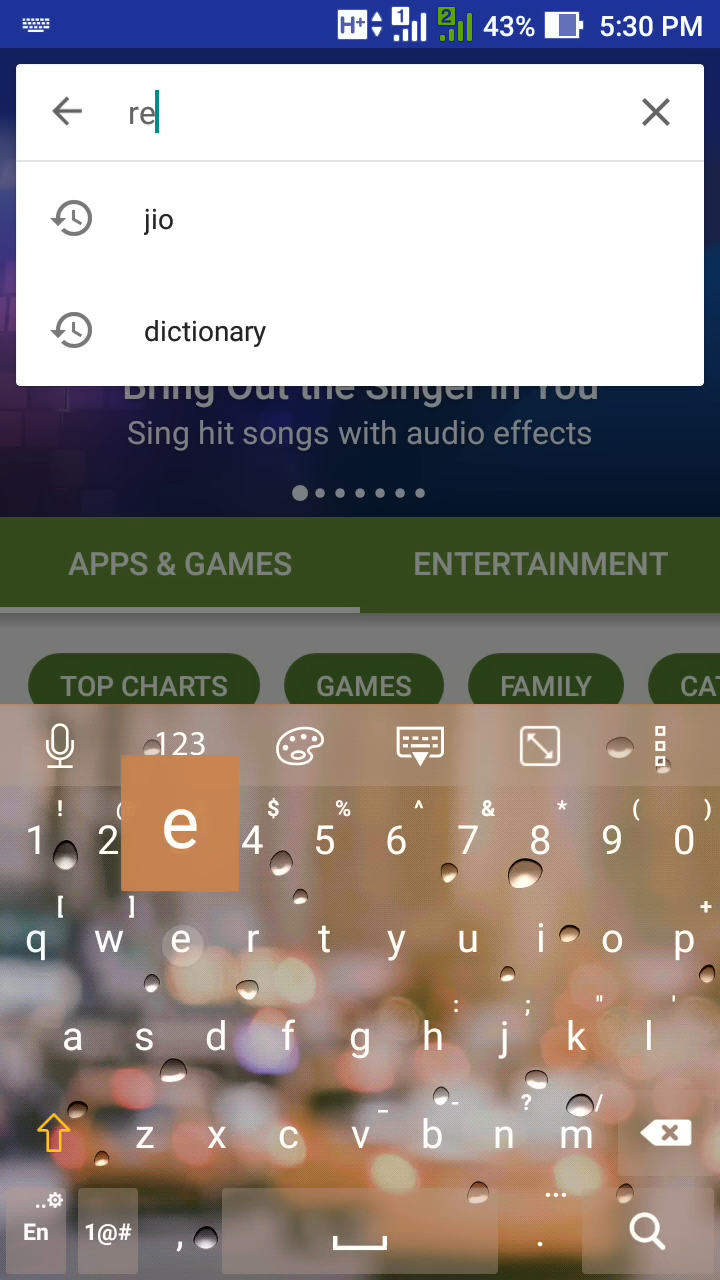 H+ 1 2 43% 5:30 PM
re
jio
dictionary
Bring Out the Singer in You
Sing hit songs with audio effects
APPS & GAMES ENTERTAINMENT
TOP CHARTS GAMES FAMILY CAT
123
e
! @ $ % ^ & * ( )
1 2 4 5 6 7 8 9 0
[ ] +
q w e r t y u i o p
: ; " '
a s d f g h j k l
_ - ? /
z x c v b n m
.. ...
En 1@# , .